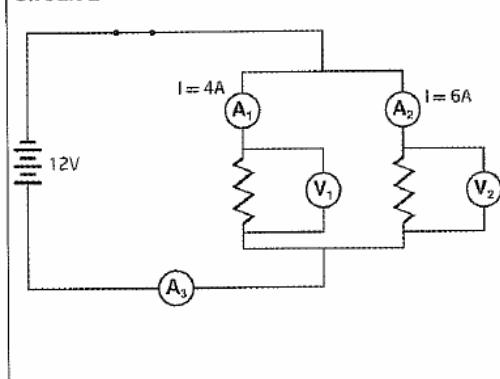 I = 4A
A₁
A₂
I = 6A
12V
V₁
V₂
A₃